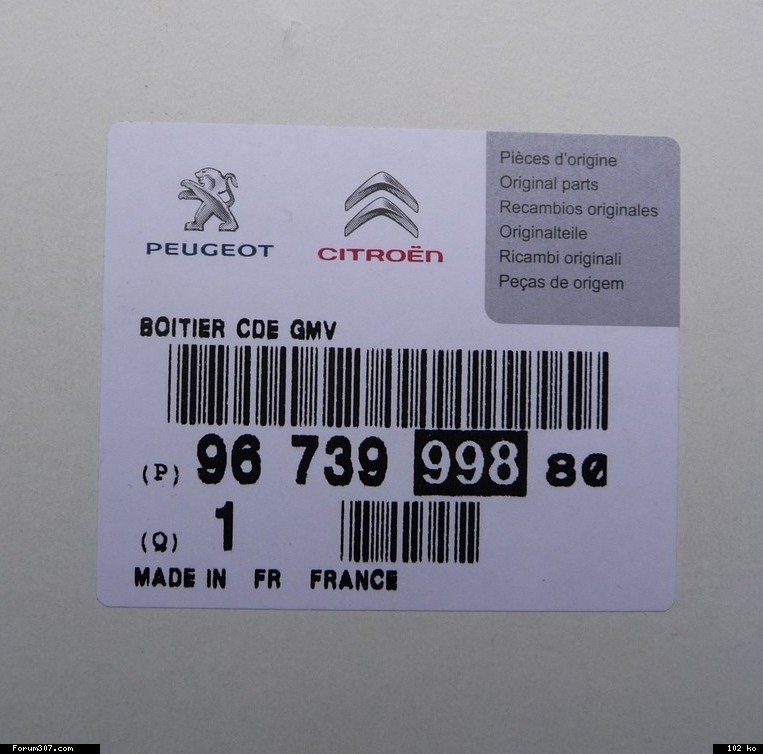 PEUGEOT
CITROËN
Pièces d'origine
Original parts
Recambios originales
Originalteile
Ricambi originali
Peças de origem
BOITIER CDE GMV
(P) 96 739 998 80
(Q) 1
MADE IN FR FRANCE
Forum307.com
102 ko